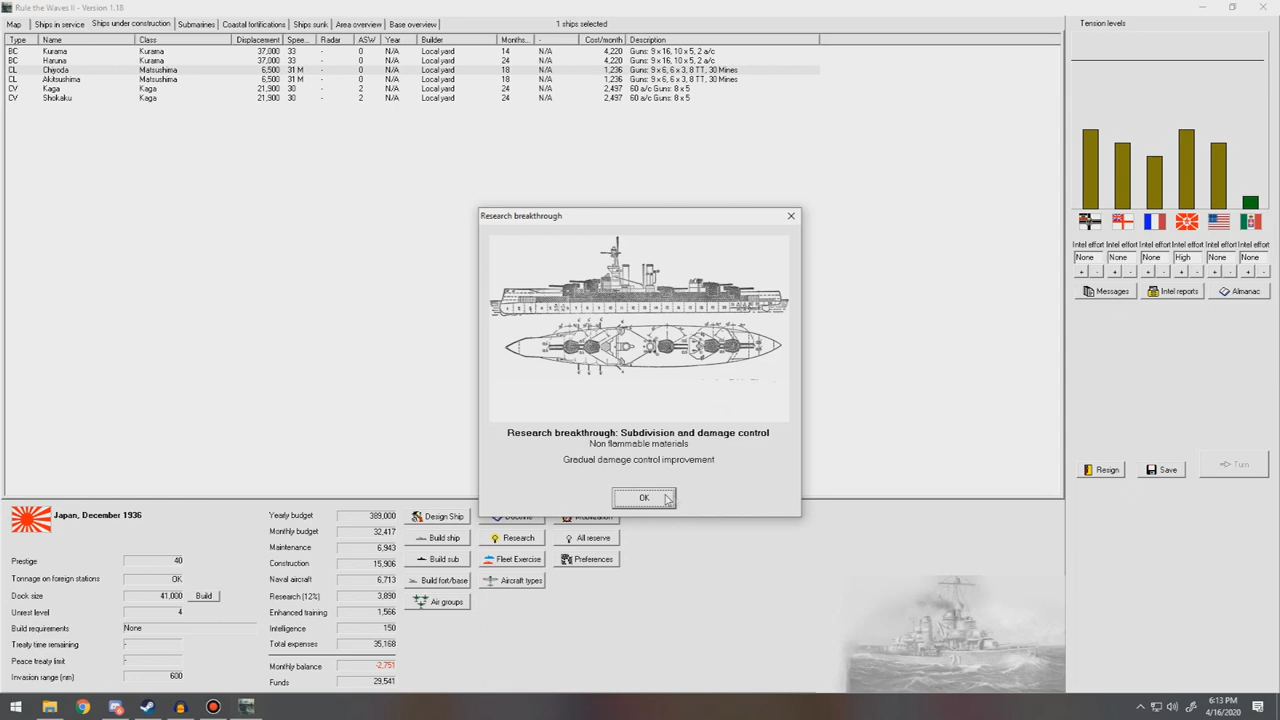 Rule the Waves II - Version 1.18
Map Ships in service Ships under construction Submarines Coastal fortifications Ships sunk Area overview Base overview 1 ships selected
Type Name Class Displacement Spee... Radar ASW Year Builder Months... - Cost/month Description
BC Kurama Kurama 37,000 33 - 0 N/A Local yard 14 N/A 4,220 Guns: 9 x 16, 10 x 5, 2 a/c
BC Haruna Kurama 37,000 33 - 0 N/A Local yard 24 N/A 4,220 Guns: 9 x 16, 10 x 5, 2 a/c
CL Chiyoda Matsushima 6,500 31 M - 0 N/A Local yard 18 N/A 1,236 Guns: 9 x 6, 6 x 3, 8 TT, 30 Mines
CL Akitsushima Matsushima 6,500 31 M - 0 N/A Local yard 18 N/A 1,236 Guns: 9 x 6, 6 x 3, 8 TT, 30 Mines
CV Kaga Kaga 21,900 30 - 2 N/A Local yard 24 N/A 2,497 60 a/c Guns: 8 x 5
CV Shokaku Kaga 21,900 30 - 2 N/A Local yard 24 N/A 2,497 60 a/c Guns: 8 x 5
Tension levels
Intel effort Intel effort Intel effort Intel effort Intel effort Intel effort
None None None High None None
+ - + - + - + - + - + -
Messages Intel reports Almanac
Resign Save Turn
Research breakthrough
Research breakthrough: Subdivision and damage control
Non flammable materials
Gradual damage control improvement
OK
Japan, December 1936
Prestige 40
Tonnage on foreign stations OK
Dock size 41,000 Build
Unrest level 4
Build requirements None
Treaty time remaining -
Peace treaty limit -
Invasion range (nm) 600
Yearly budget 389,000
Monthly budget 32,417
Maintenance 6,943
Construction 15,906
Naval aircraft 6,713
Research (12%) 3,890
Enhanced training 1,566
Intelligence 150
Total expenses 35,168
Monthly balance -2,751
Funds 29,541
Design Ship Doctrine Mobilization
Build ship Research All reserve
Build sub Fleet Exercise Preferences
Build fort/base Aircraft types
Air groups
6:13 PM
4/16/2020